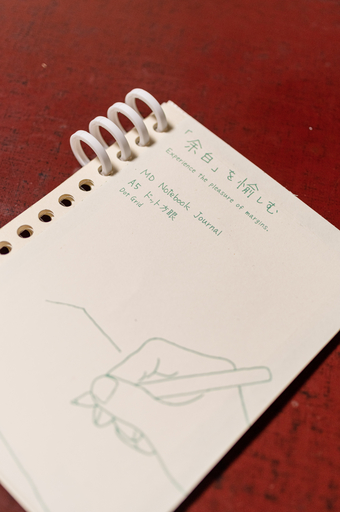 「余白」を愉しむ
Experience the pleasure of margins.
MD Notebook Journal
A5 ドット方眼
Dot Grid